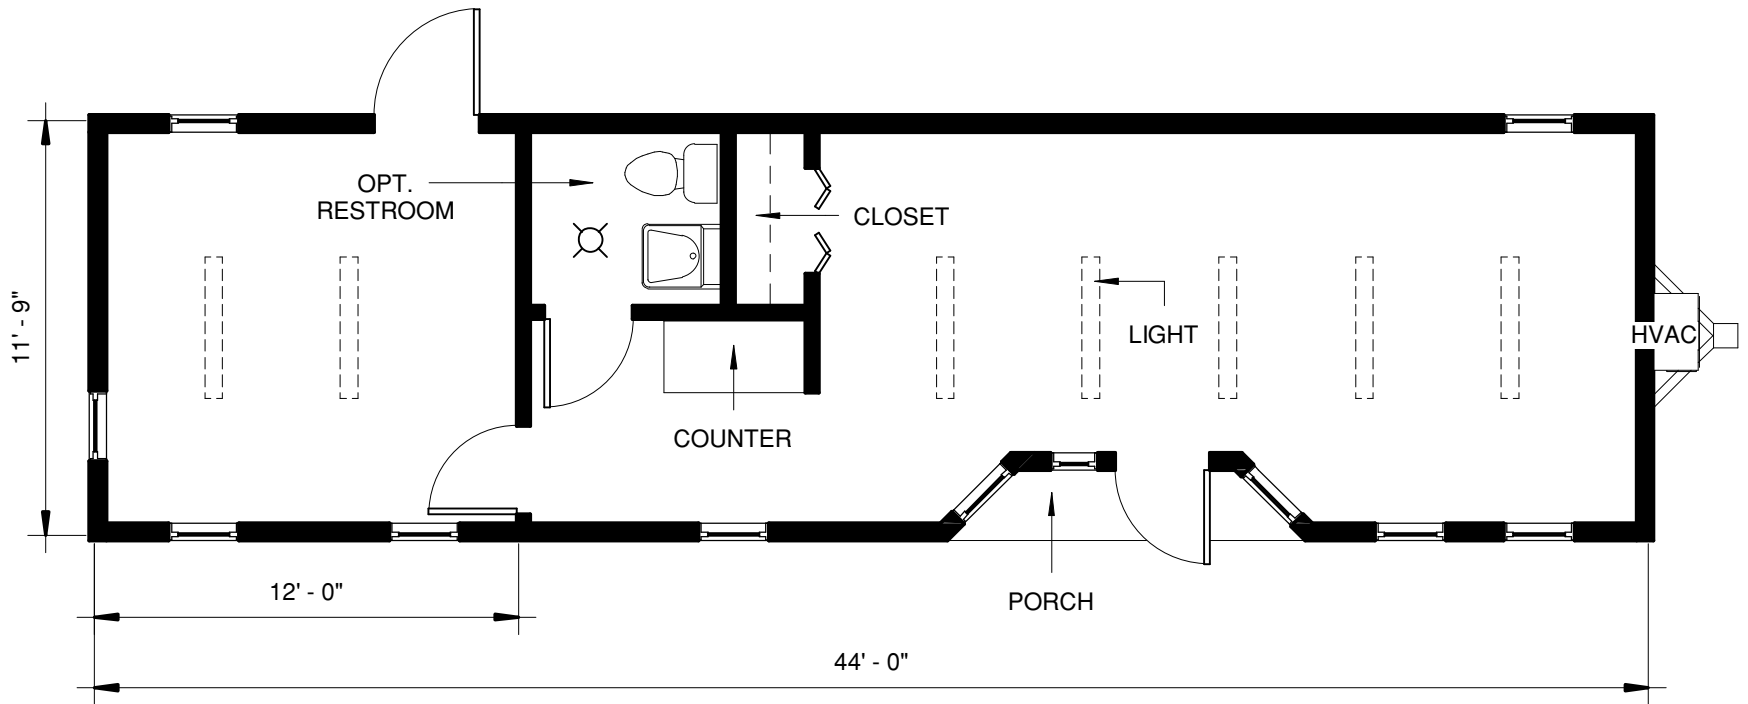 OPT.
RESTROOM
CLOSET
11' - 9"
LIGHT
HVAC
COUNTER
12' - 0"
PORCH
44' - 0"